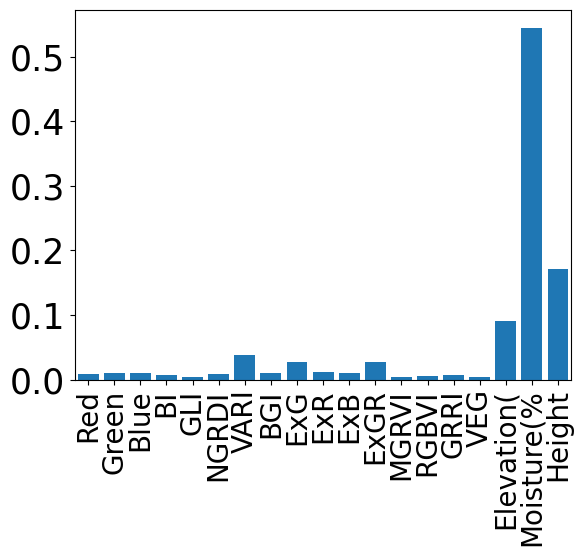 0.5
0.4
0.3
0.2
0.1
0.0
Red
Green
Blue
BI
GLI
NGRDI
VARI
BGI
ExG
ExR
ExB
ExGR
MGRVI
RGBVI
GRRI
VEG
Elevation(
Moisture(%
Height